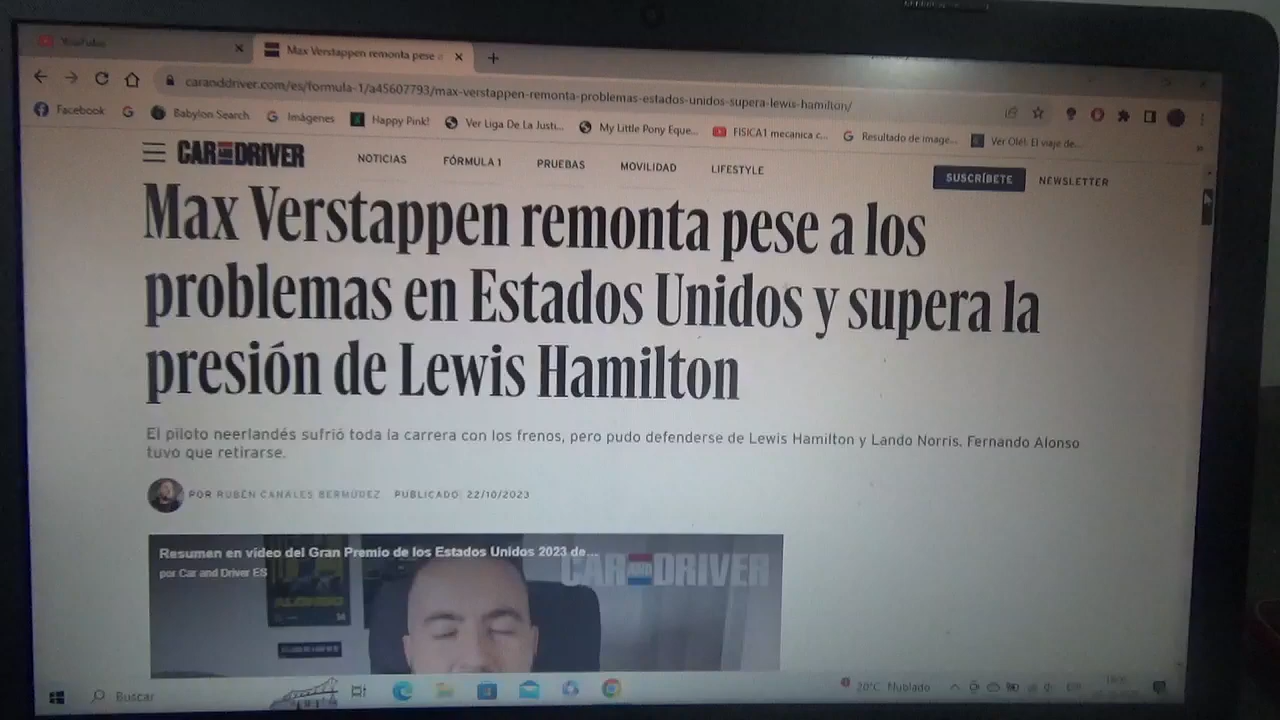 YouTube
Max Verstappen remonta pese a
caranddriver.com/es/formula-1/a45607793/max-verstappen-remonta-problemas-estados-unidos-supera-lewis-hamilton/
Facebook Babylon Search Imágenes Happy Pink! Ver Liga De La Justi... My Little Pony Eque... FISICA1 mecanica c... Resultado de image... Ver Olé!: El viaje de...
CAR AND DRIVER NOTICIAS FÓRMULA 1 PRUEBAS MOVILIDAD LIFESTYLE SUSCRÍBETE NEWSLETTER
Max Verstappen remonta pese a los
problemas en Estados Unidos y supera la
presión de Lewis Hamilton
El piloto neerlandés sufrió toda la carrera con los frenos, pero pudo defenderse de Lewis Hamilton y Lando Norris. Fernando Alonso
tuvo que retirarse.
POR RUBÉN CANALES BERMÚDEZ PUBLICADO: 22/10/2023
Resumen en vídeo del Gran Premio de los Estados Unidos 2023 de...
por Car and Driver ES
CAR AND DRIVER
ALONSO
14
Buscar
20°C Nublado